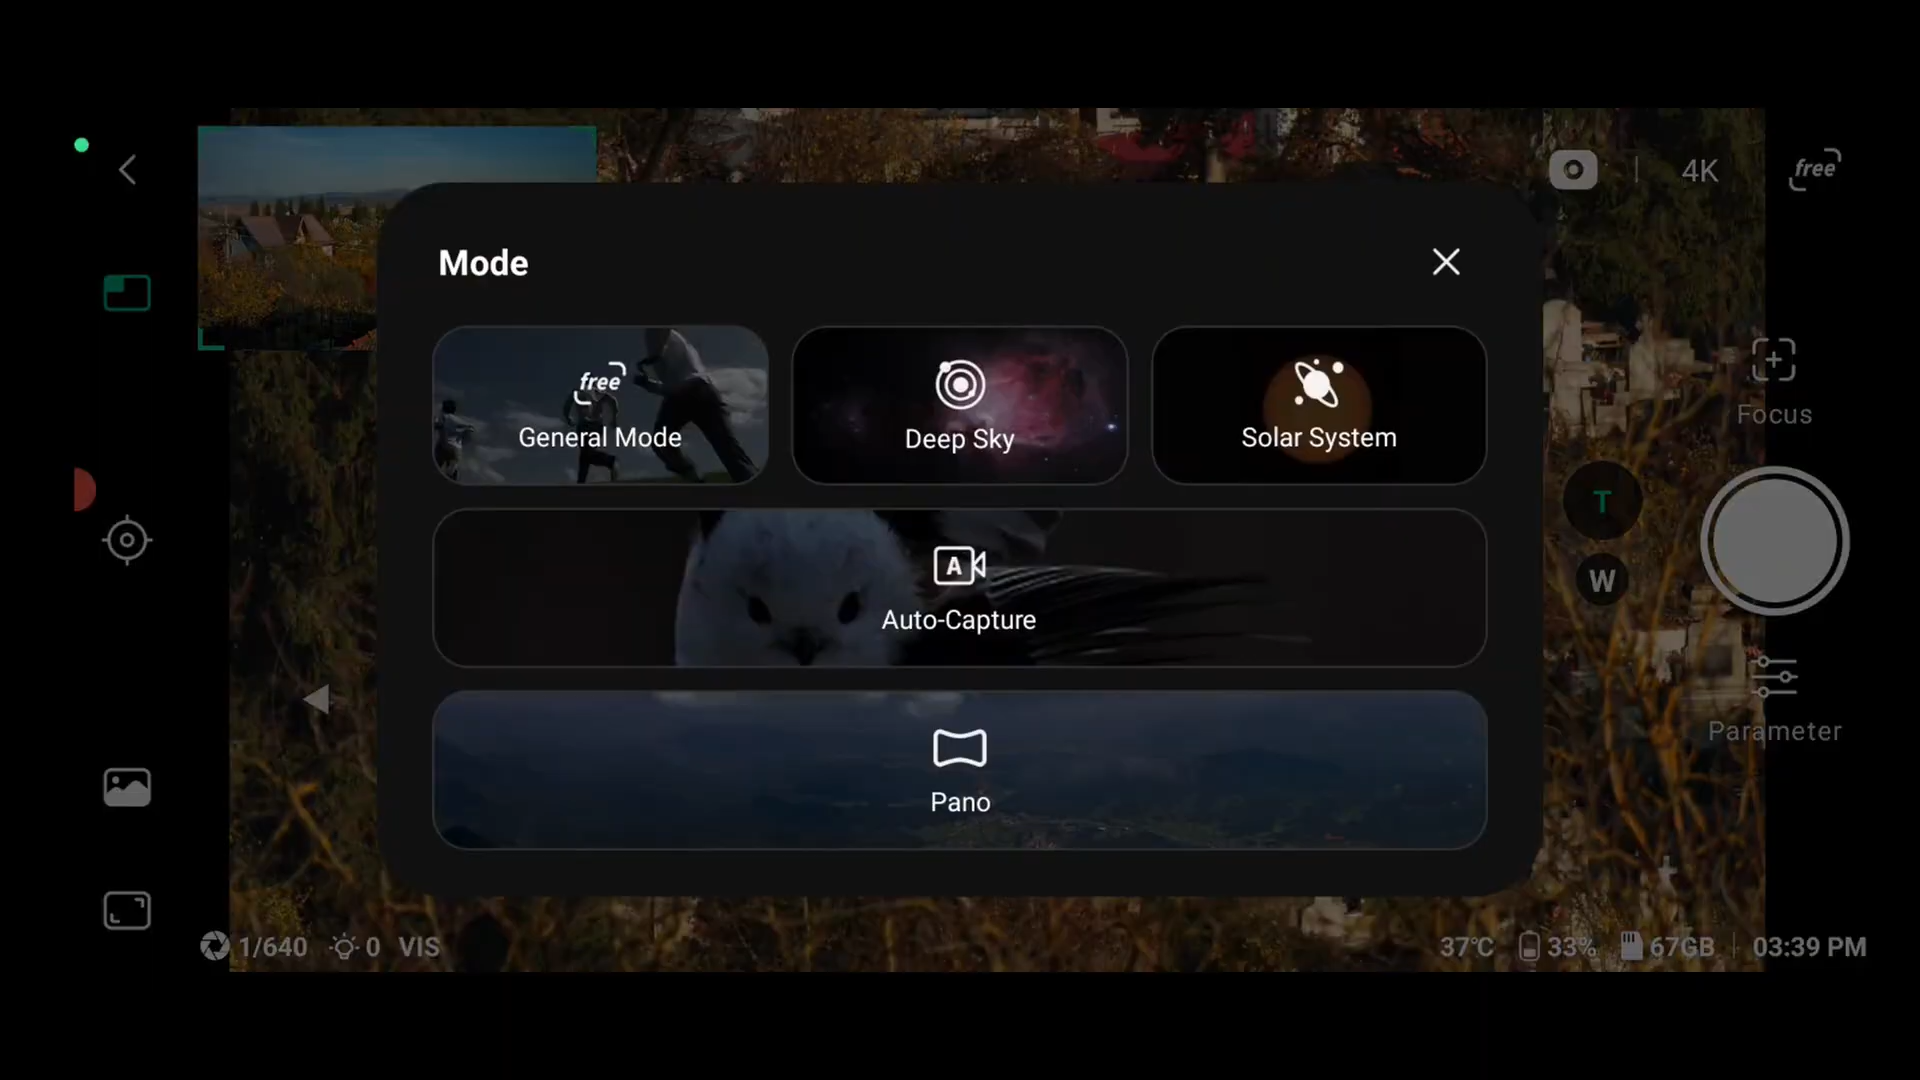 4K
free
Mode
free
General Mode
Deep Sky
Solar System
Focus
T
A
W
Auto-Capture
Parameter
Pano
1/640
0
VIS
37°C
33%
67GB
03:39 PM